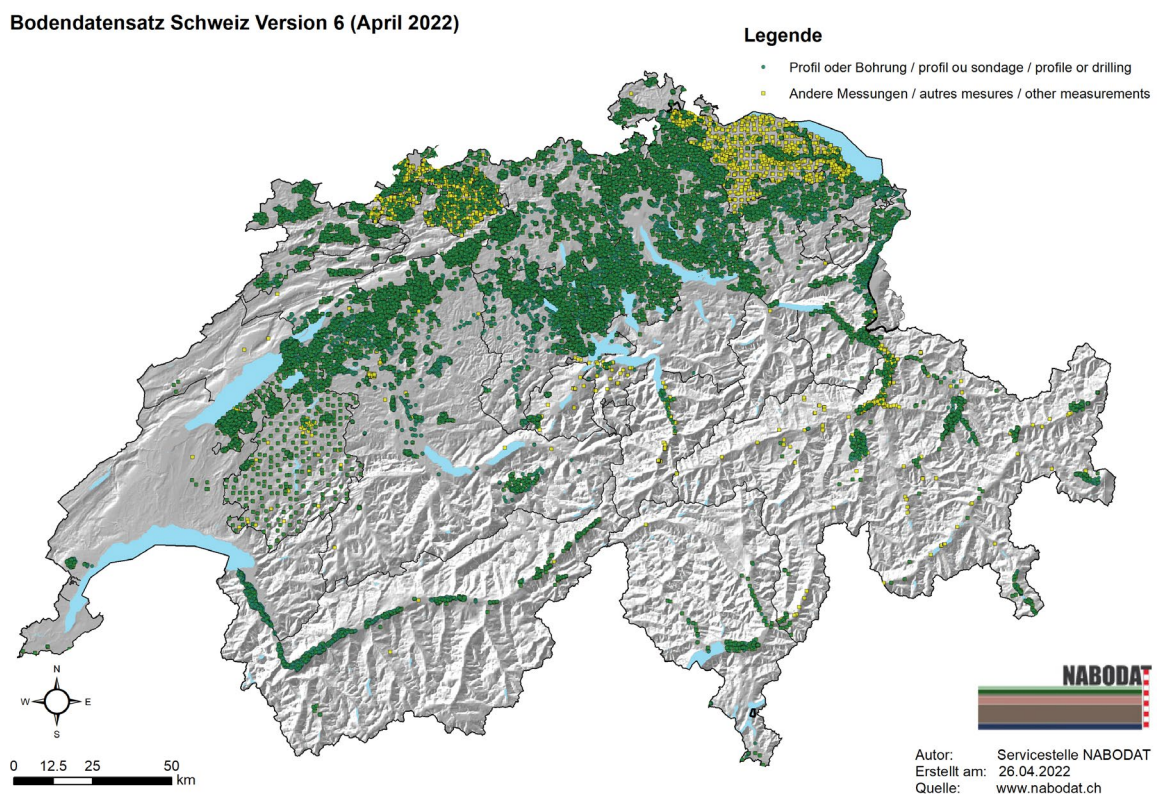 Bodendatensatz Schweiz Version 6 (April 2022)
Legende
Profil oder Bohrung / profil ou sondage / profile or drilling
Andere Messungen / autres mesures / other measurements
N
W E
S
0 12.5 25 50
km
NABODAT
Autor: Servicestelle NABODAT
Erstellt am: 26.04.2022
Quelle: www.nabodat.ch